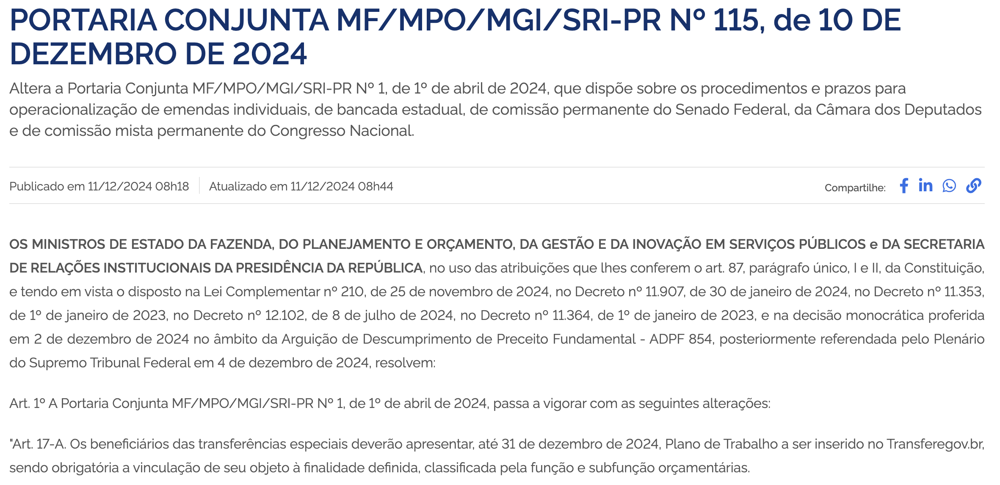 PORTARIA CONJUNTA MF/MPO/MGI/SRI-PR Nº 115, de 10 DE
DEZEMBRO DE 2024
Altera a Portaria Conjunta MF/MPO/MGI/SRI-PR Nº 1, de 1º de abril de 2024, que dispõe sobre os procedimentos e prazos para
operacionalização de emendas individuais, de bancada estadual, de comissão permanente do Senado Federal, da Câmara dos Deputados
e de comissão mista permanente do Congresso Nacional.
Publicado em 11/12/2024 08h18 Atualizado em 11/12/2024 08h44 Compartilhe:
OS MINISTROS DE ESTADO DA FAZENDA, DO PLANEJAMENTO E ORÇAMENTO, DA GESTÃO E DA INOVAÇÃO EM SERVIÇOS PÚBLICOS e DA SECRETARIA
DE RELAÇÕES INSTITUCIONAIS DA PRESIDÊNCIA DA REPÚBLICA, no uso das atribuições que lhes conferem o art. 87, parágrafo único, I e II, da Constituição,
e tendo em vista o disposto na Lei Complementar nº 210, de 25 de novembro de 2024, no Decreto nº 11.907, de 30 de janeiro de 2024, no Decreto nº 11.353,
de 1º de janeiro de 2023, no Decreto nº 12.102, de 8 de julho de 2024, no Decreto nº 11.364, de 1º de janeiro de 2023, e na decisão monocrática proferida
em 2 de dezembro de 2024 no âmbito da Arguição de Descumprimento de Preceito Fundamental - ADPF 854, posteriormente referendada pelo Plenário
do Supremo Tribunal Federal em 4 de dezembro de 2024, resolvem:
Art. 1º A Portaria Conjunta MF/MPO/MGI/SRI-PR Nº 1, de 1º de abril de 2024, passa a vigorar com as seguintes alterações:
"Art. 17-A. Os beneficiários das transferências especiais deverão apresentar, até 31 de dezembro de 2024, Plano de Trabalho a ser inserido no Transferegov.br,
sendo obrigatória a vinculação de seu objeto à finalidade definida, classificada pela função e subfunção orçamentárias.